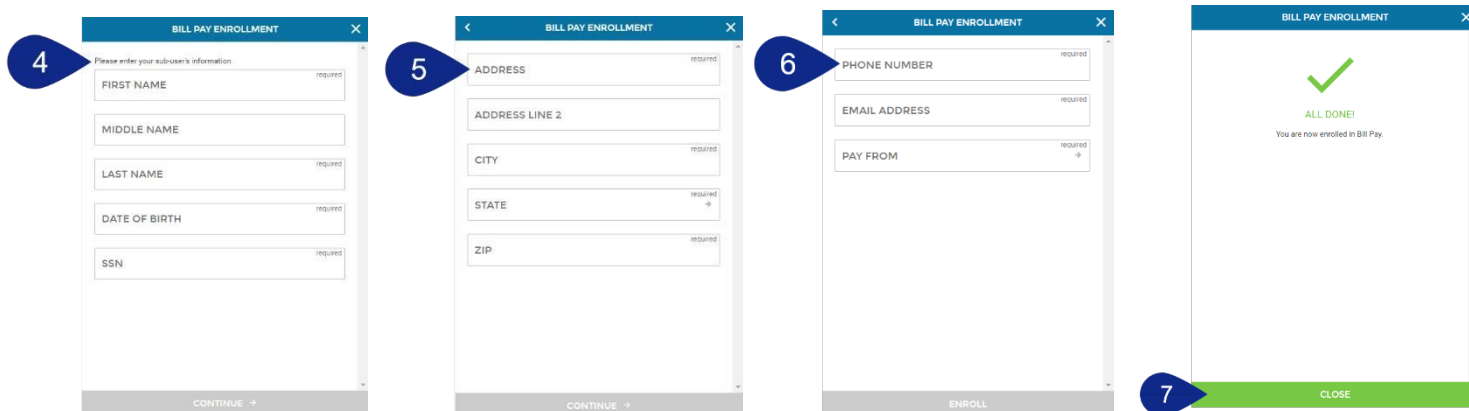 4
BILL PAY ENROLLMENT
Please enter your sub-user's information
required
FIRST NAME
MIDDLE NAME
required
LAST NAME
required
DATE OF BIRTH
required
SSN
CONTINUE →
5
BILL PAY ENROLLMENT
required
ADDRESS
ADDRESS LINE 2
required
CITY
required
STATE
required
ZIP
CONTINUE →
6
BILL PAY ENROLLMENT
required
PHONE NUMBER
required
EMAIL ADDRESS
required
PAY FROM
ENROLL
BILL PAY ENROLLMENT
ALL DONE!
You are now enrolled in Bill Pay.
7
CLOSE